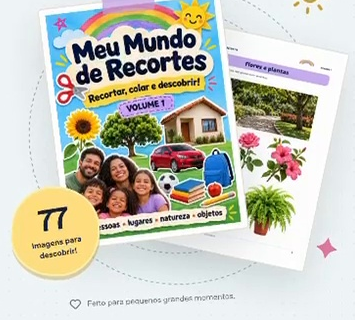 Meu Mundo
de Recortes
Recortar, colar e descobrir!
VOLUME 1
flores e plantas
77
Imagens para
descobrir!
lugares • natureza • objetos
Feito para pequenos grandes momentos.